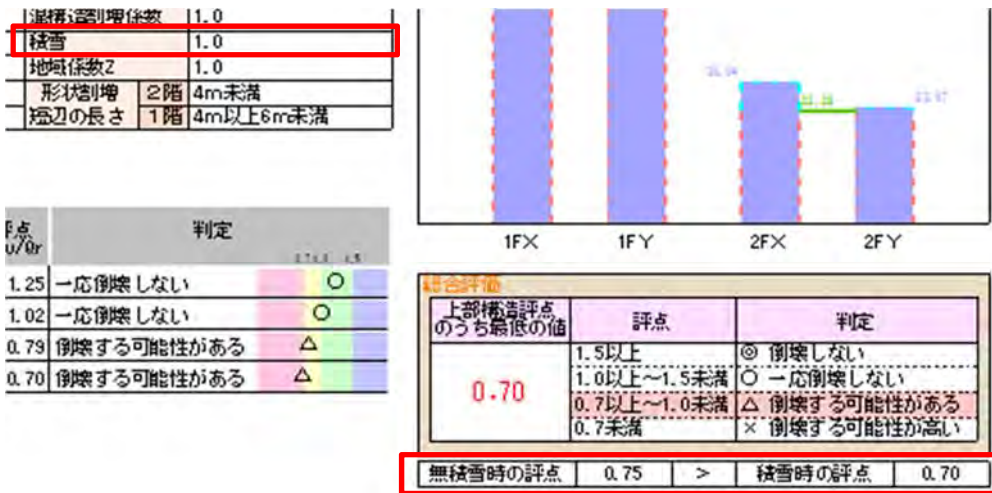 混構造割増係数 1.0
積雪 1.0
地域係数Z 1.0
形状割増 2階 4m未満
短辺の長さ 1階 4m以上6m未満
1FX 1FY 2FX 2FY
判定
1.25 一応倒壊しない ○
1.02 一応倒壊しない ○
0.79 倒壊する可能性がある △
0.70 倒壊する可能性がある △
総合評価
上部構造評点
のうち最低の値 評点 判定
0.70
1.5以上 ◎ 倒壊しない
1.0以上～1.5未満 ○ 一応倒壊しない
0.7以上～1.0未満 △ 倒壊する可能性がある
0.7未満 × 倒壊する可能性が高い
無積雪時の評点 0.75 > 積雪時の評点 0.70